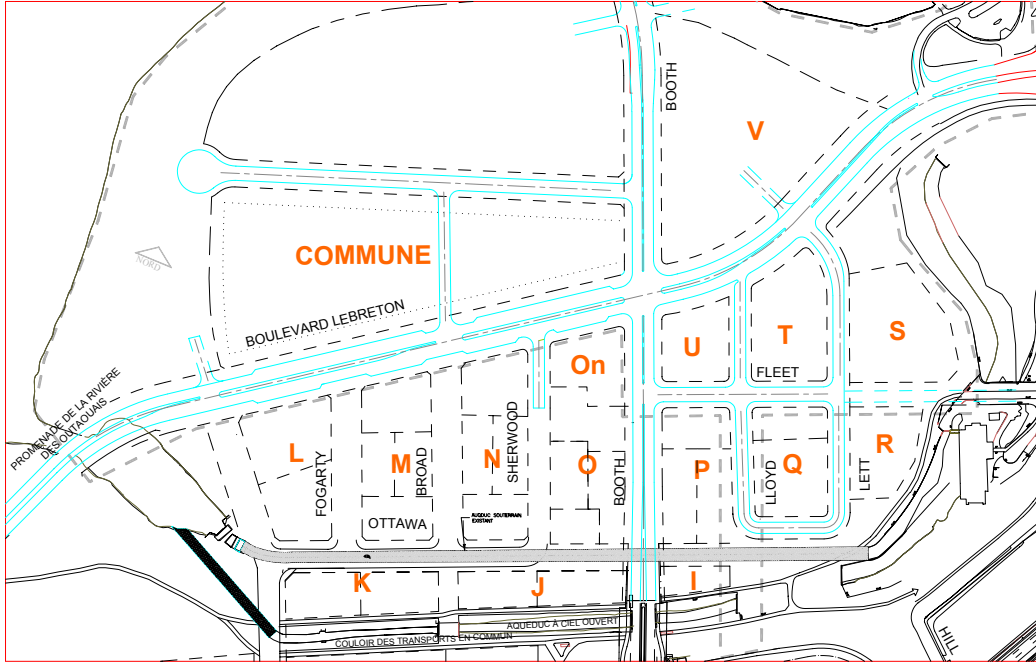 BOOTH
V
COMMUNE
NORD
BOULEVARD LEBRETON
S
T
U
On
FLEET
PROMENADE DE LA RIVIÈRE
DES OUTAOUAIS
L
FOGARTY
M
BROAD
N
SHERWOOD
O
BOOTH
P
LLOYD
Q
LETT
R
OTTAWA
AUQDUC SOUTERRAIN
EXISTANT
K
J
I
AQUEDUC À CIEL OUVERT
COULOIR DES TRANSPORTS EN COMMUN
HILL